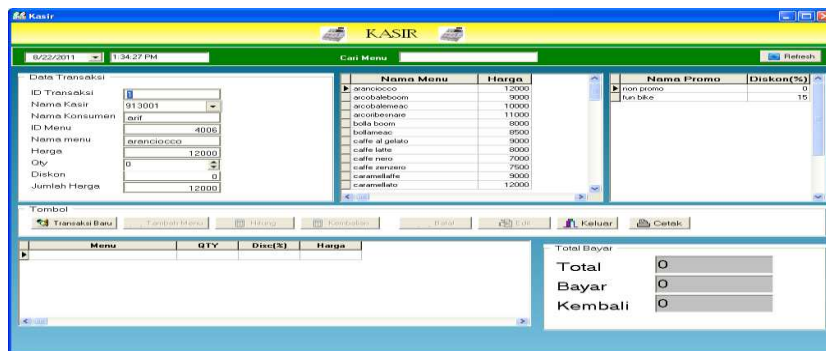 Kasir
KASIR
8/22/2011 1:34:27 PM Cari Menu Refresh
Data Transaksi
ID Transaksi
Nama Kasir 913001
Nama Konsumen arif
ID Menu 4006
Nama menu aranciocco
Harga 12000
Qty 0
Diskon 0
Jumlah Harga 12000
Nama Menu Harga
aranciocco 12000
arcobaleboom 9000
arcobalemeac 10000
arcoribesnare 11000
bolla boom 8000
bollameac 8500
caffe al gelato 9000
caffe latte 8000
caffe nero 7000
caffe zenzero 7500
caramellaffe 9000
caramellato 12000
Nama Promo Diskon(%)
non promo 0
fun bike 15
Tombol
Transaksi Baru Tambah Menu Hitung Kembalian Batal Edit Keluar Cetak
Menu QTY Disc(%) Harga
Total Bayar
Total 0
Bayar 0
Kembali 0